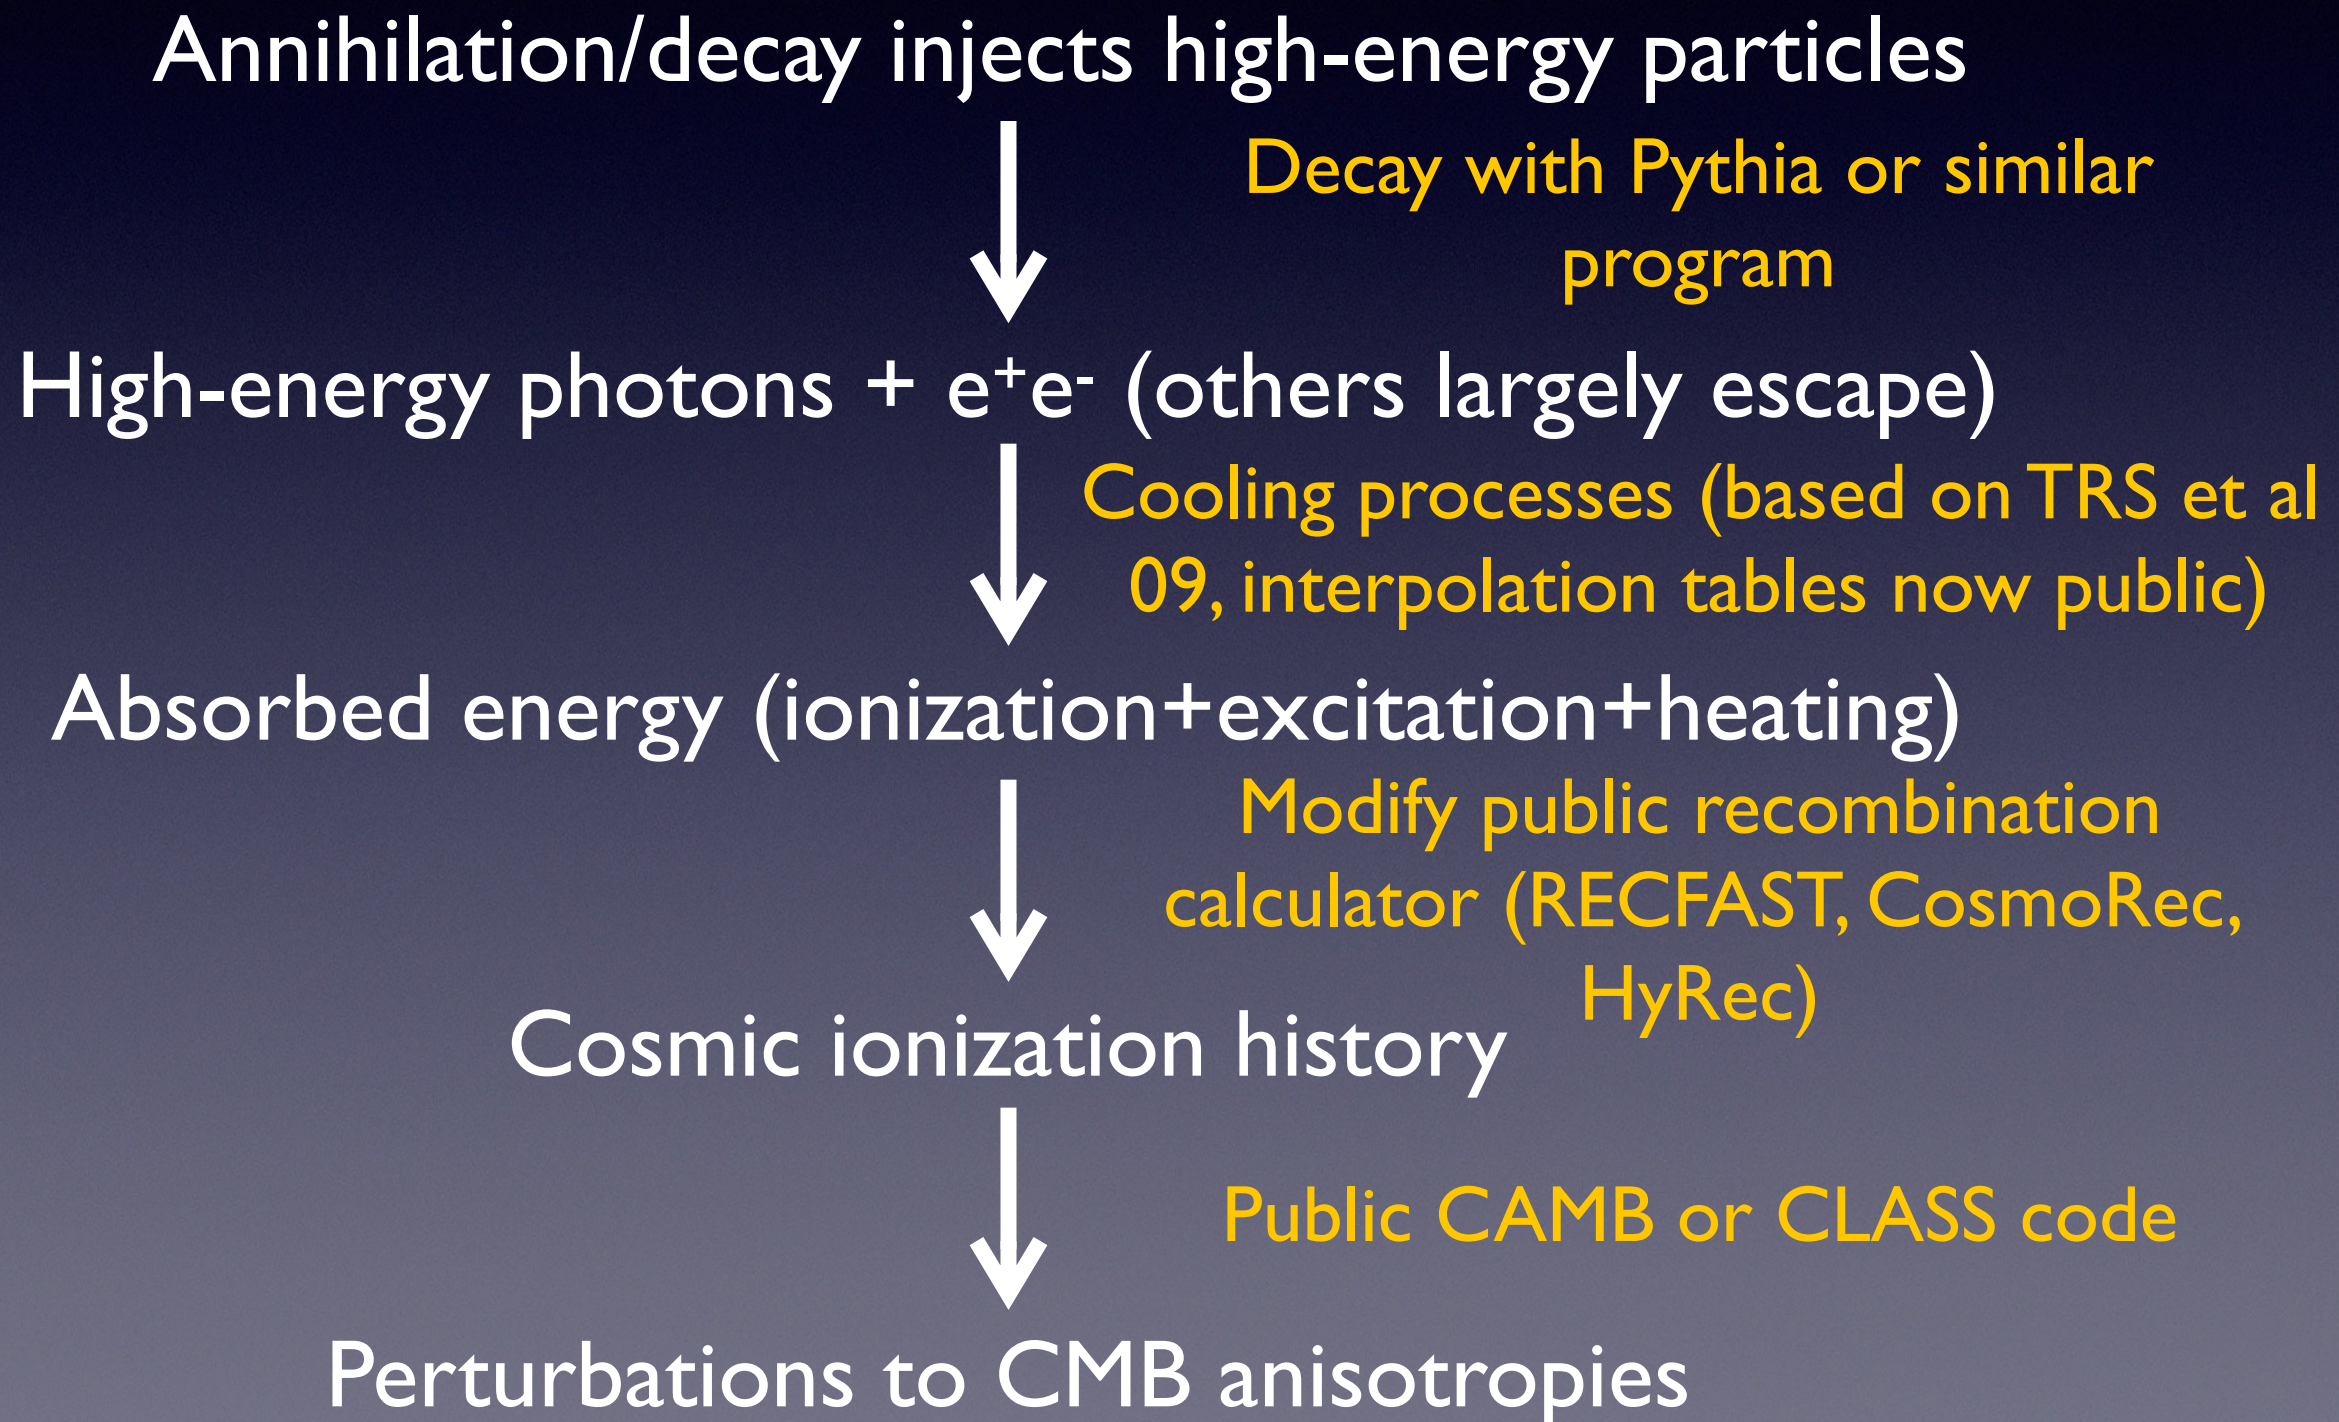 Annihilation/decay injects high-energy particles
Decay with Pythia or similar
program
High-energy photons + e⁺e⁻ (others largely escape)
Cooling processes (based on TRS et al
09, interpolation tables now public)
Absorbed energy (ionization+excitation+heating)
Modify public recombination
calculator (RECFAST, CosmoRec,
HyRec)
Cosmic ionization history
Public CAMB or CLASS code
Perturbations to CMB anisotropies